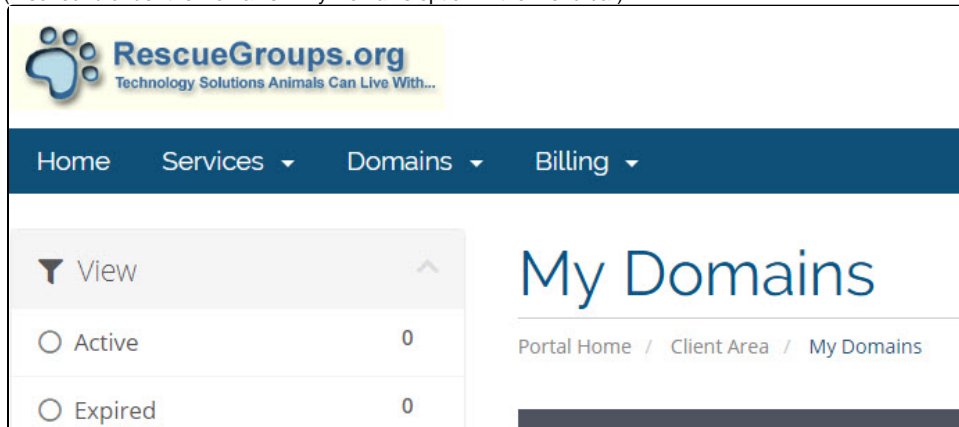 RescueGroups.org
Technology Solutions Animals Can Live With...
Home Services Domains Billing
View
Active 0
Expired 0
My Domains
Portal Home / Client Area / My Domains